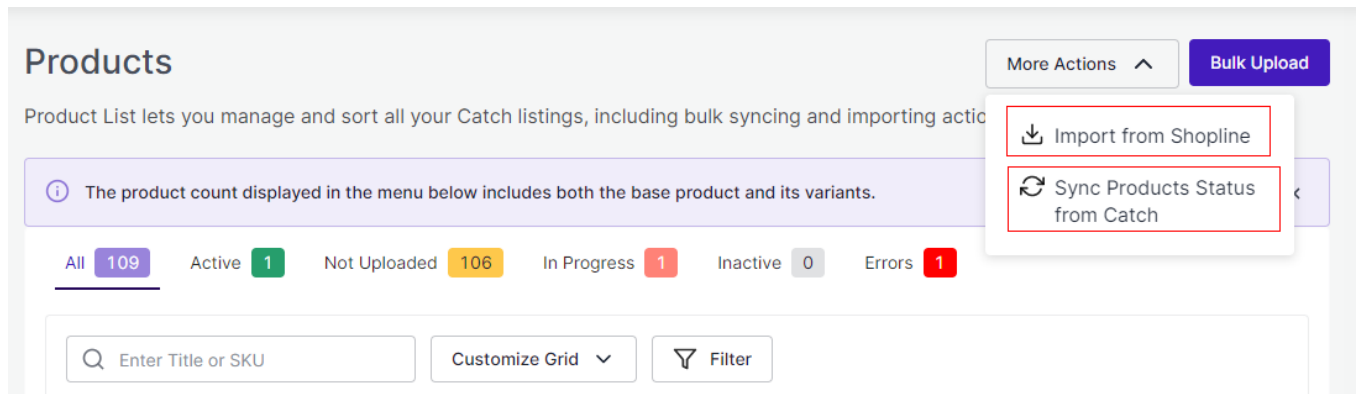 Products
More Actions
Bulk Upload
Product List lets you manage and sort all your Catch listings, including bulk syncing and importing actio
Import from Shopline
The product count displayed in the menu below includes both the base product and its variants.
Sync Products Status
from Catch
All 109 Active 1 Not Uploaded 106 In Progress 1 Inactive 0 Errors 1
Enter Title or SKU
Customize Grid
Filter